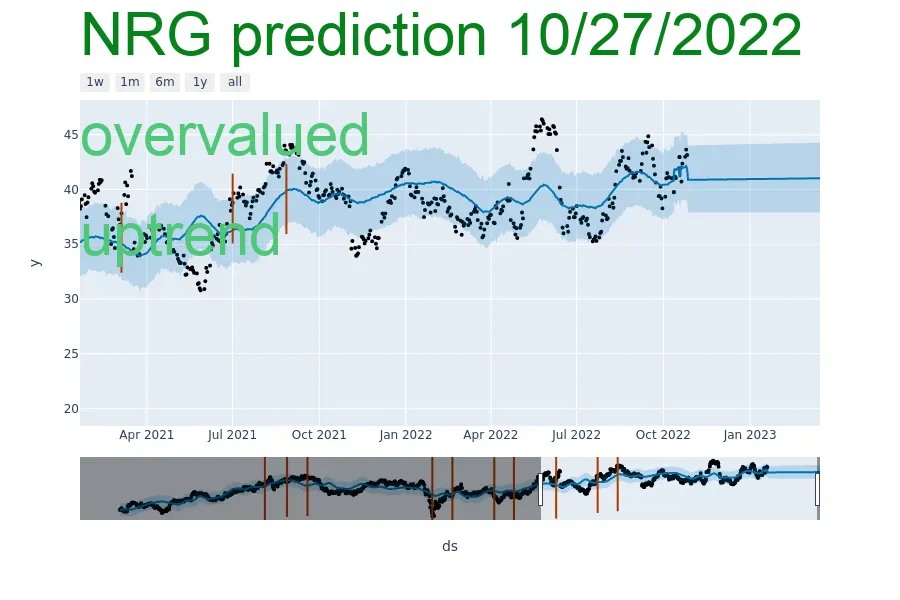 NRG prediction 10/27/2022
1w 1m 6m 1y all
overvalued
uptrend
45
40
35
30
25
20
y
Apr 2021 Jul 2021 Oct 2021 Jan 2022 Apr 2022 Jul 2022 Oct 2022 Jan 2023
ds